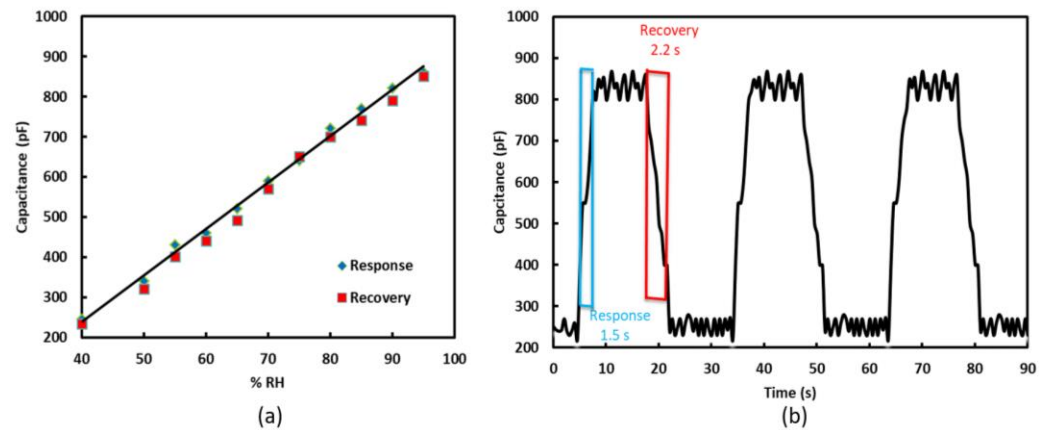 1000
900
800
700
600
500
400
300
200
Capacitance (pF)
40 50 60 70 80 90 100
% RH
Response
Recovery
(a)
1000
900
800
700
600
500
400
300
200
Capcitance (pF)
0 10 20 30 40 50 60 70 80 90
Time (s)
Recovery
2.2 s
Response
1.5 s
(b)